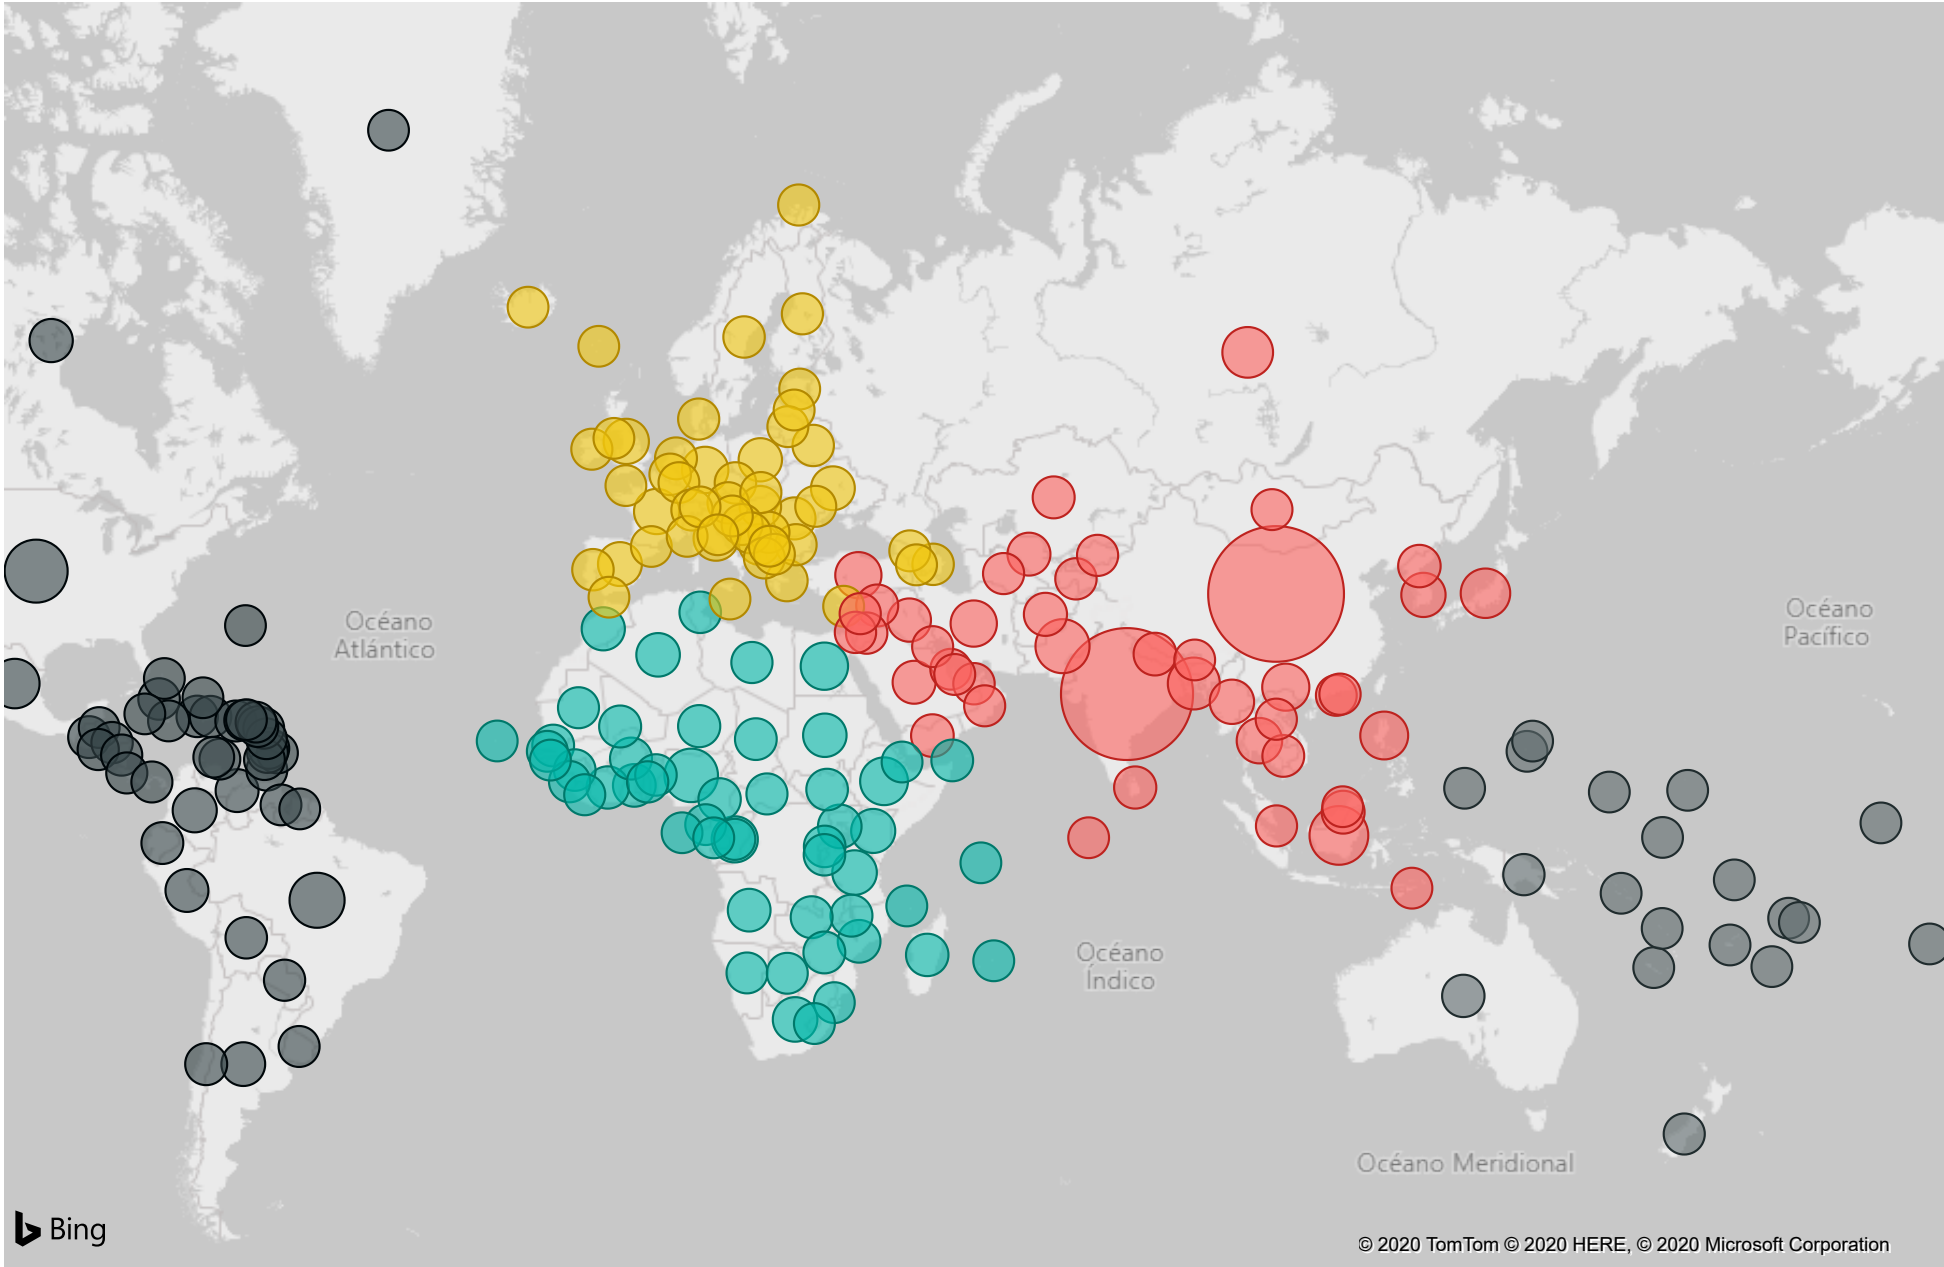 Océano
Atlántico
Océano
Pacífico
Océano
Índico
Océano Meridional
Bing
© 2020 TomTom © 2020 HERE, © 2020 Microsoft Corporation